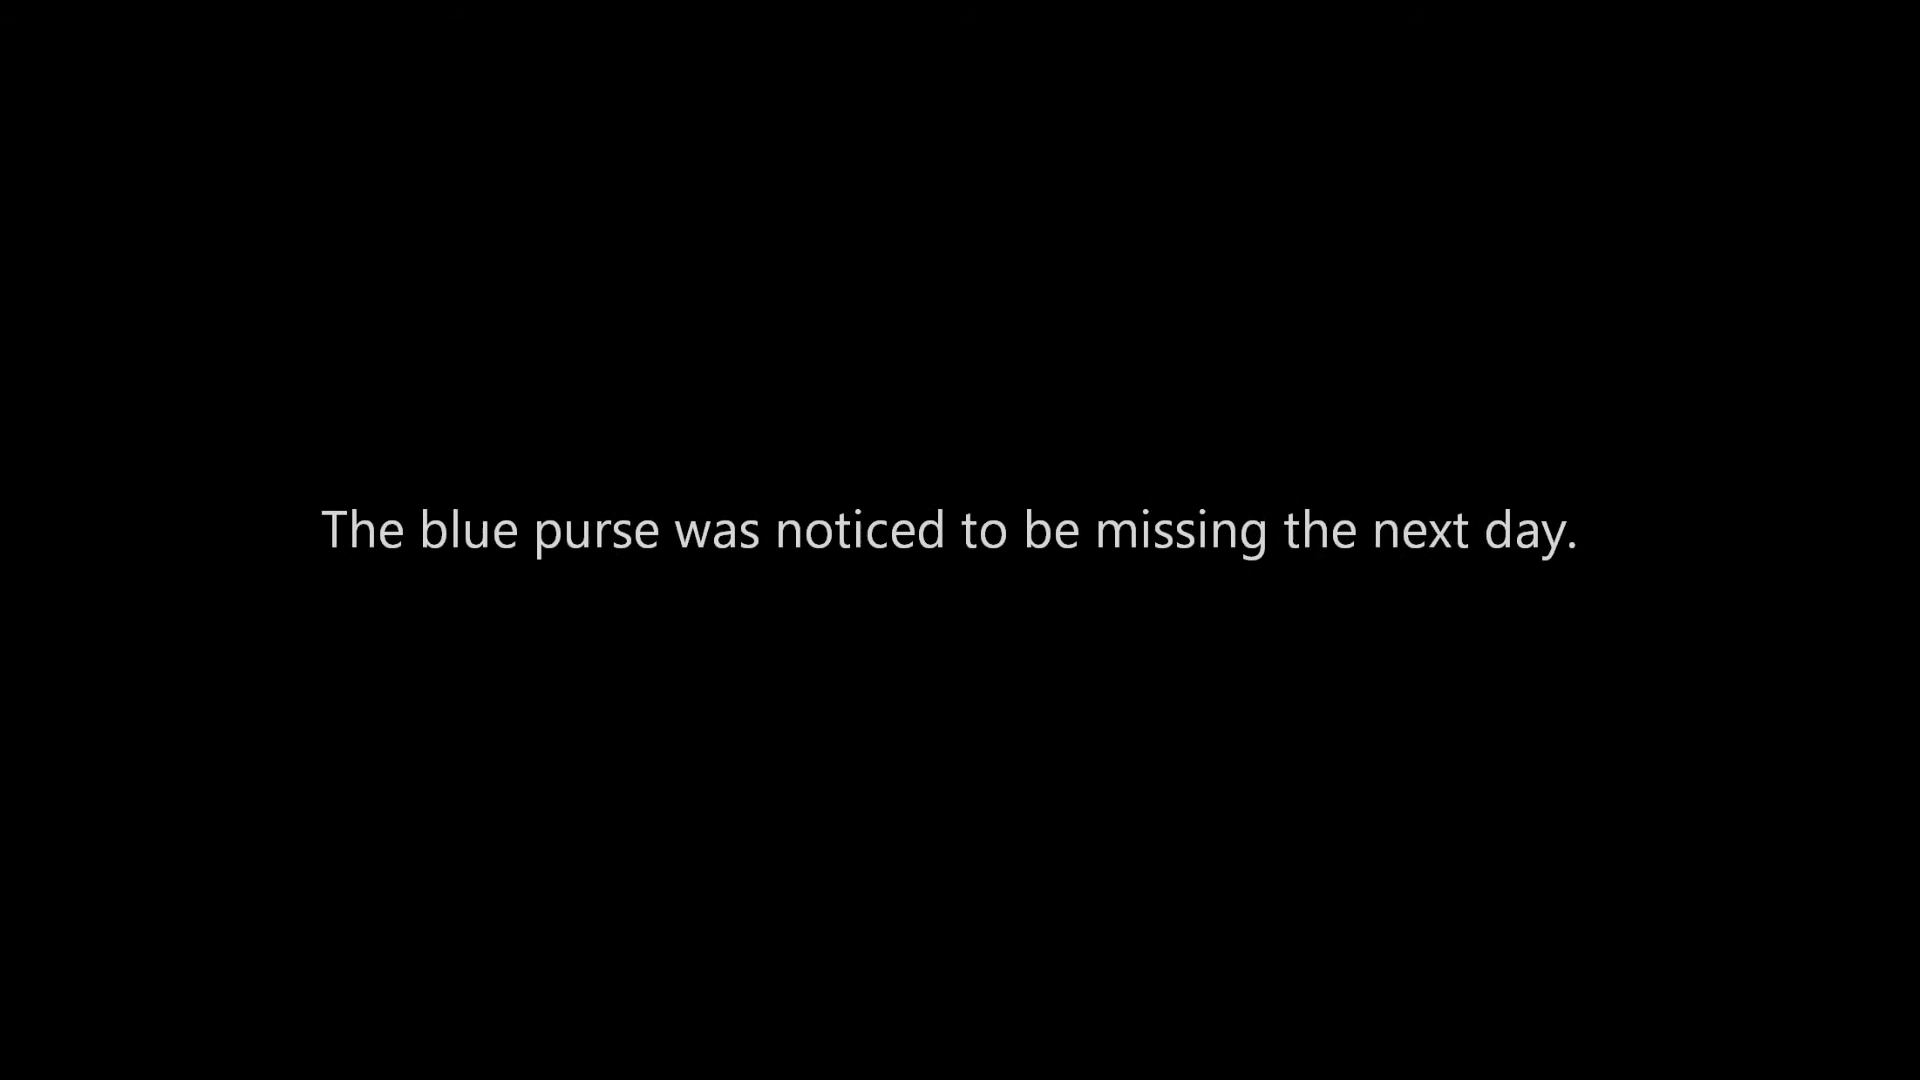 The blue purse was noticed to be missing the next day.